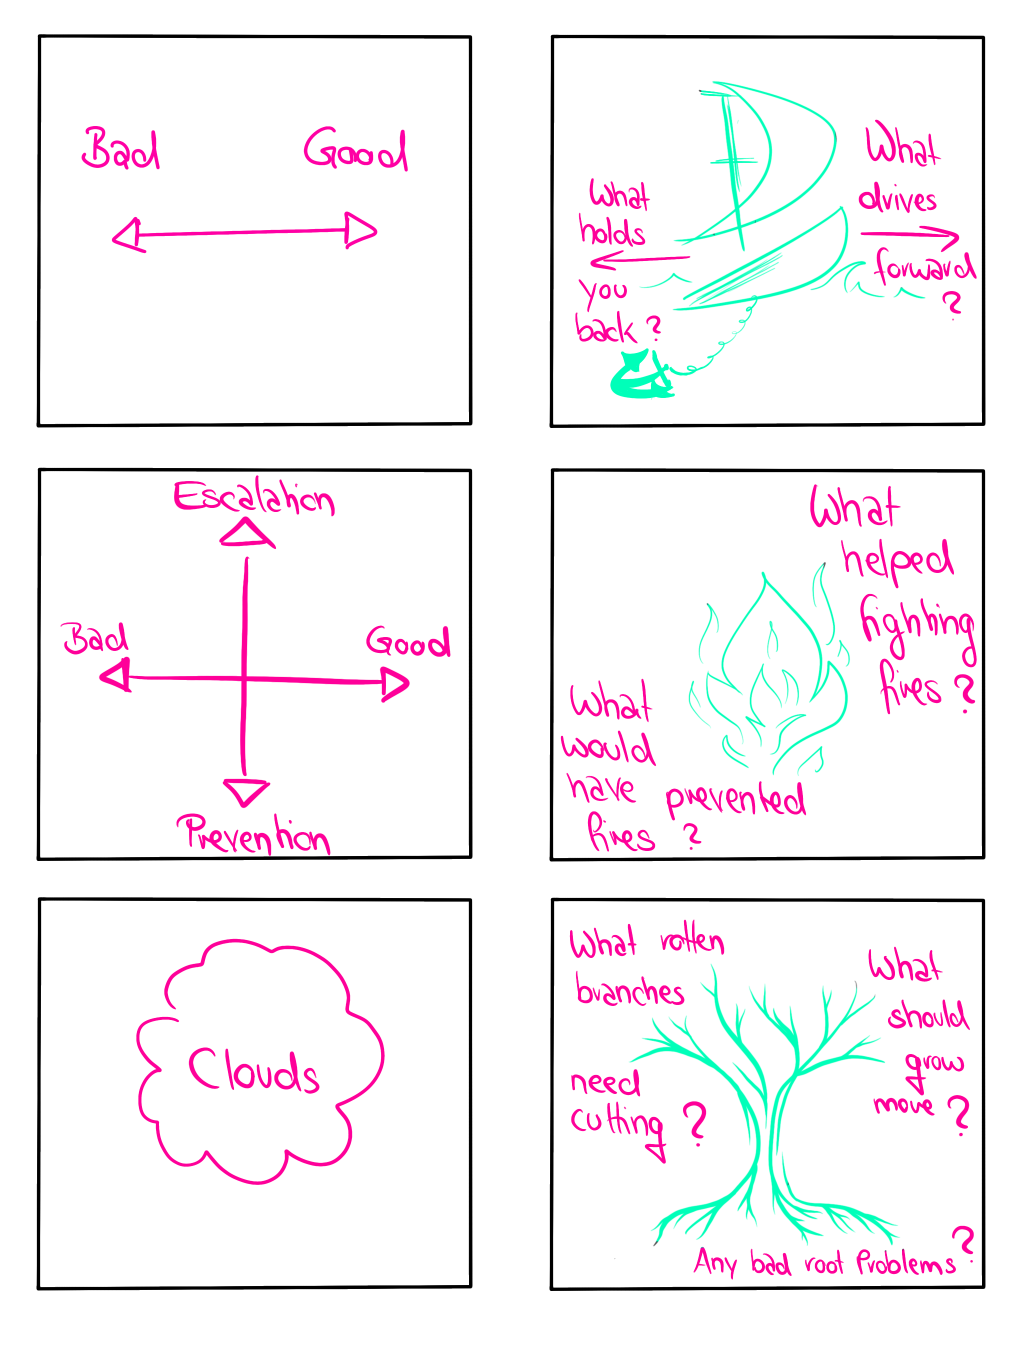 Bad Good
What
holds
you
back?
What
drives
forward
?
Escalation
Bad
Good
Prevention
What
helped
fighting
fires?
What
would
have prevented
fires ?
Clouds
What rotten
branches
need
cutting ?
What
should
grow
move ?
Any bad root Problems ?